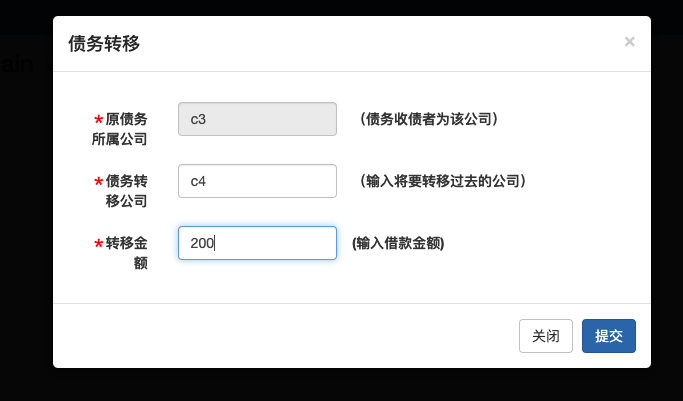 债务转移 ×
ain
*原债务 c3 （债务收债者为该公司）
所属公司
*债务转 c4 （输入将要转移过去的公司）
移公司
*转移金 200 (输入借款金额)
额
关闭 提交